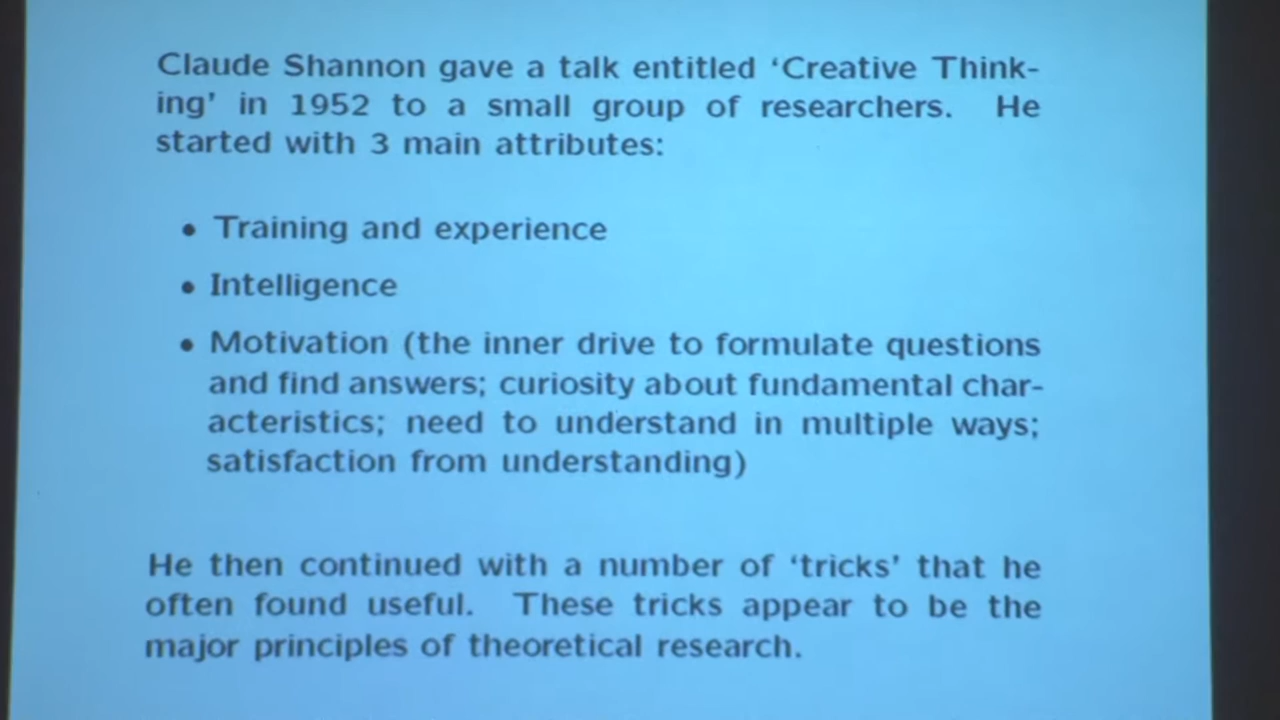 Claude Shannon gave a talk entitled ‘Creative Think-
ing’ in 1952 to a small group of researchers. He
started with 3 main attributes:
• Training and experience
• Intelligence
• Motivation (the inner drive to formulate questions
and find answers; curiosity about fundamental char-
acteristics; need to understand in multiple ways;
satisfaction from understanding)
He then continued with a number of ‘tricks’ that he
often found useful. These tricks appear to be the
major principles of theoretical research.